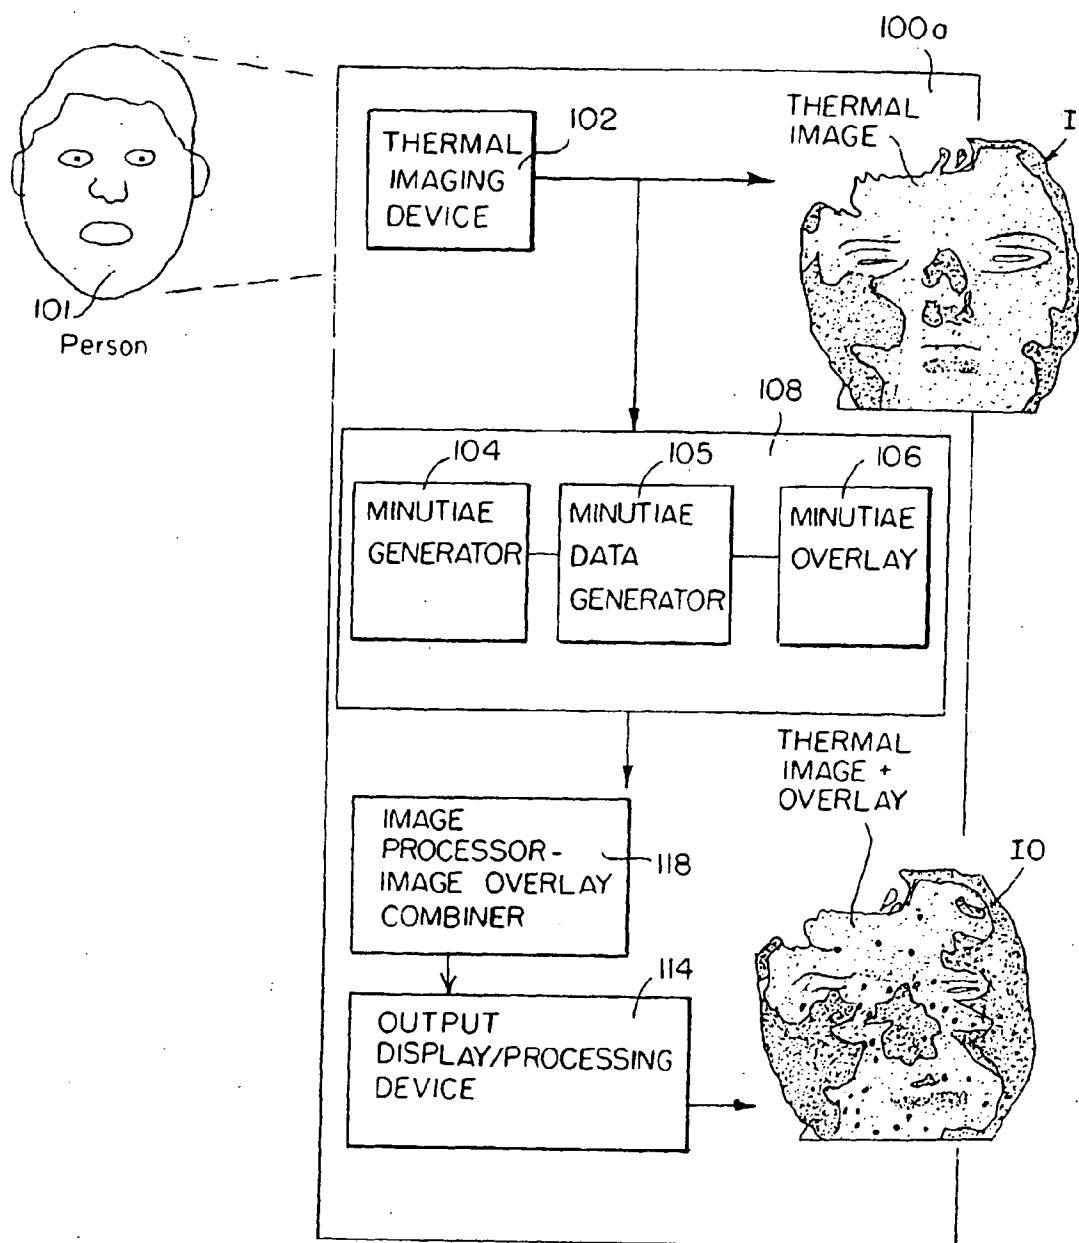 100a
THERMAL
IMAGE
I
102
THERMAL
IMAGING
DEVICE
101
Person
108
104
105
106
MINUTIAE
GENERATOR
MINUTIAE
DATA
GENERATOR
MINUTIAE
OVERLAY
THERMAL
IMAGE +
OVERLAY
IMAGE
PROCESSOR-
IMAGE OVERLAY
COMBINER
118
IO
114
OUTPUT
DISPLAY/PROCESSING
DEVICE